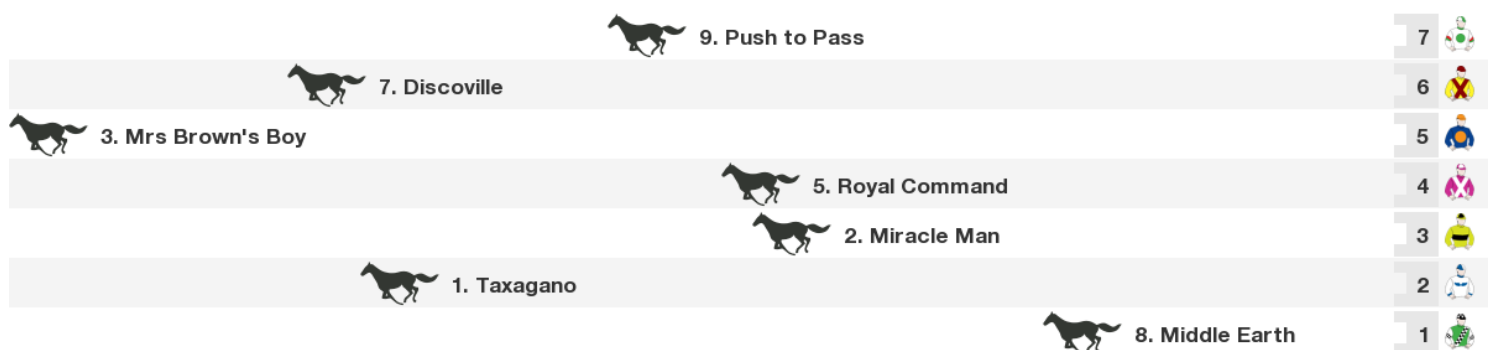 9. Push to Pass 7
7. Discoville 6
3. Mrs Brown's Boy 5
5. Royal Command 4
2. Miracle Man 3
1. Taxagano 2
8. Middle Earth 1